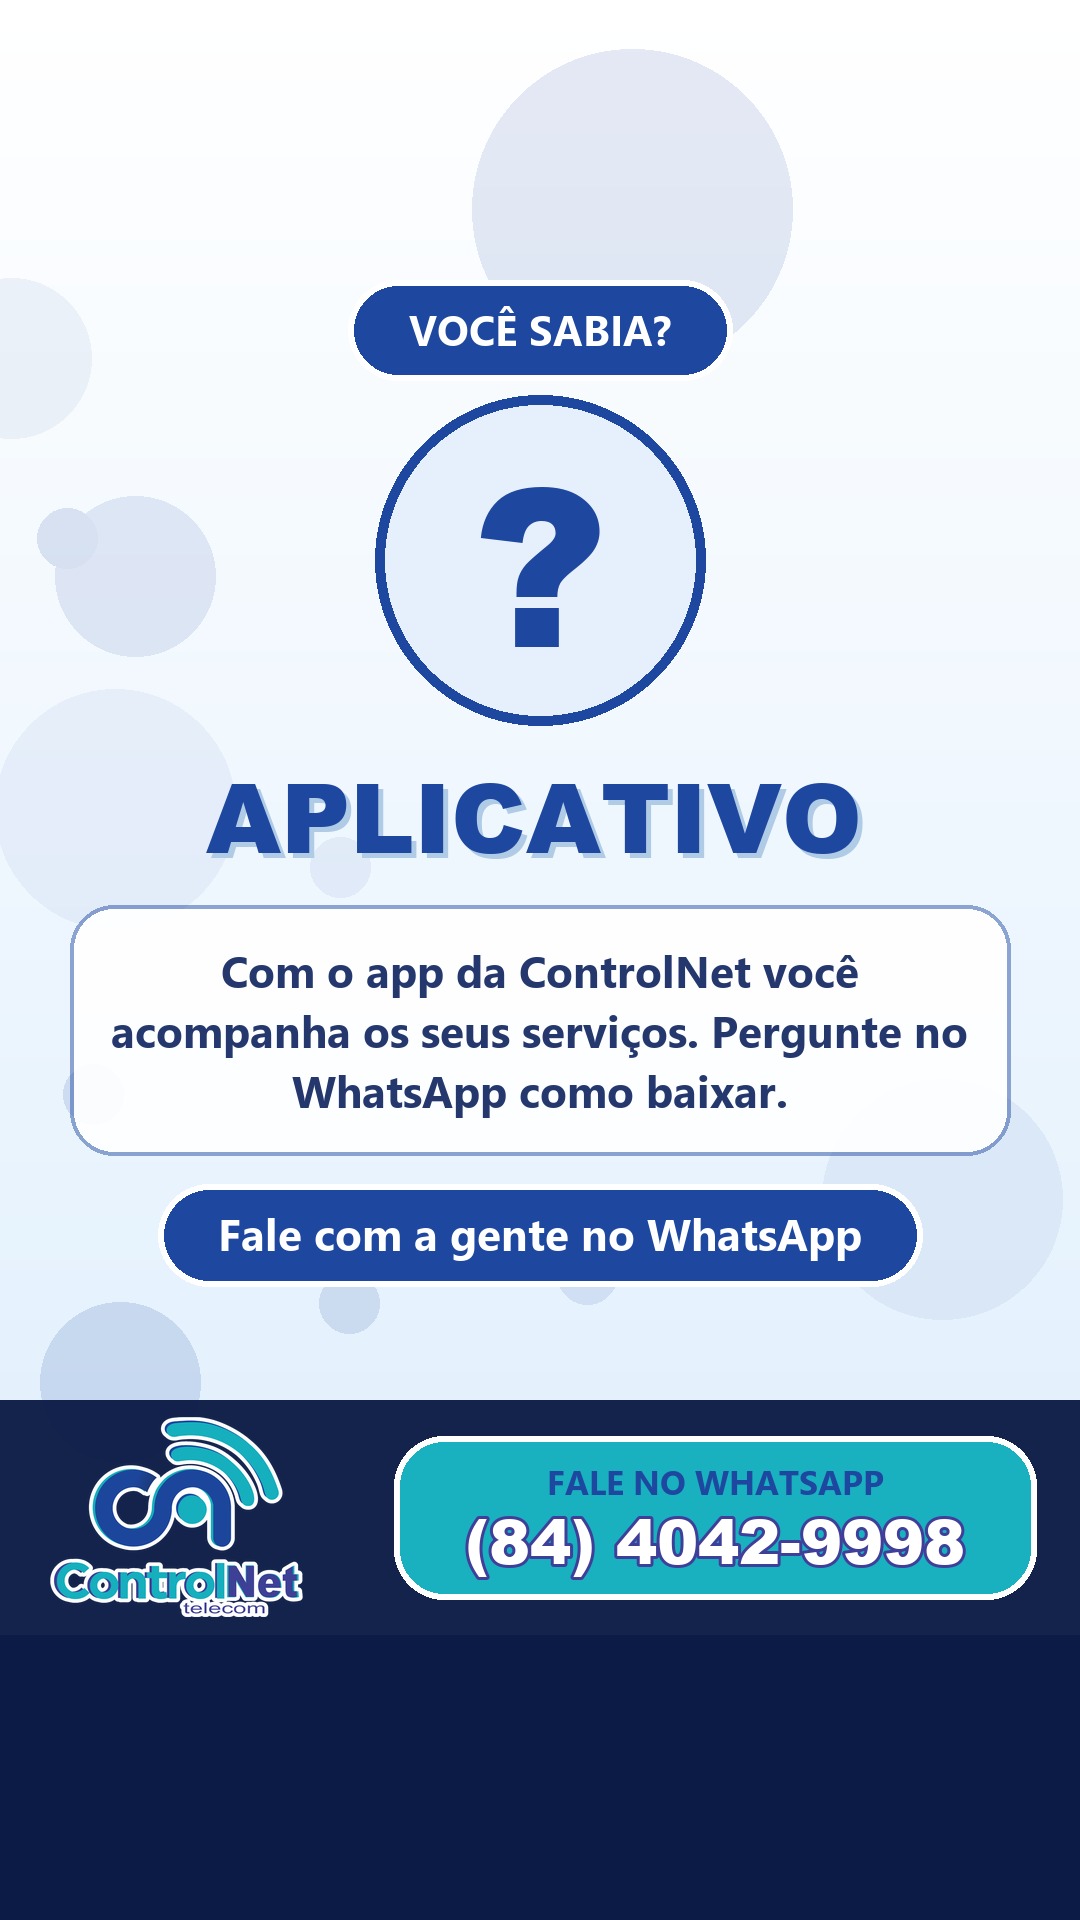 VOCÊ SABIA?
?
APLICATIVO
Com o app da ControlNet você
acompanha os seus serviços. Pergunte no
WhatsApp como baixar.
Fale com a gente no WhatsApp
ControlNet
telecom
FALE NO WHATSAPP
(84) 4042-9998